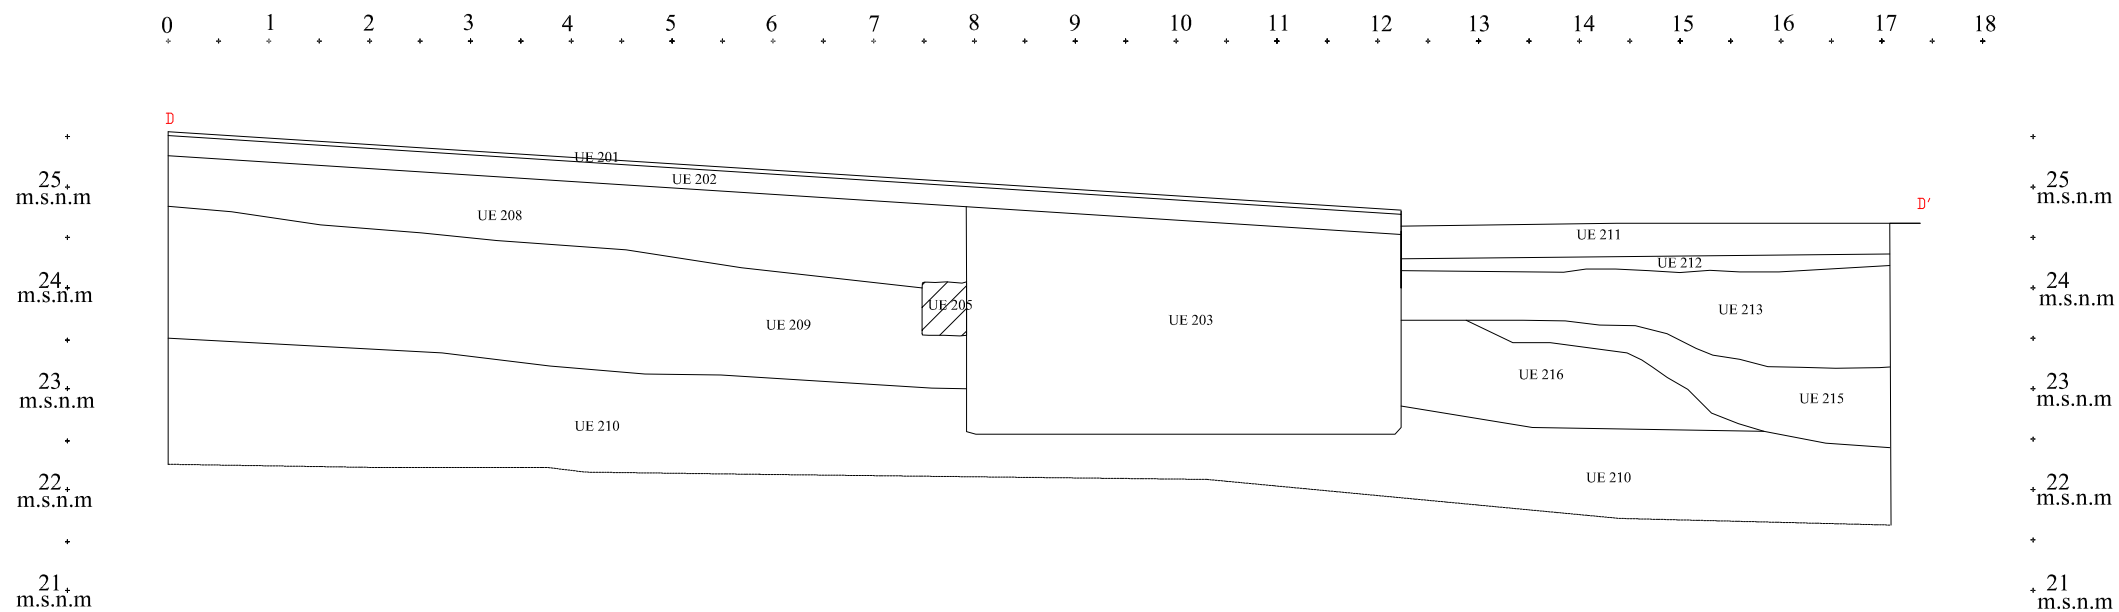 0 1 2 3 4 5 6 7 8 9 10 11 12 13 14 15 16 17 18
D
UE 201
25
m.s.n.m
UE 202
25
m.s.n.m
D'
UE 208
UE 211
UE 212
24
m.s.n.m
24
m.s.n.m
UE 205
UE 213
UE 209
UE 203
23
m.s.n.m
UE 216
23
m.s.n.m
UE 215
UE 210
UE 210
22
m.s.n.m
22
m.s.n.m
21
m.s.n.m
21
m.s.n.m